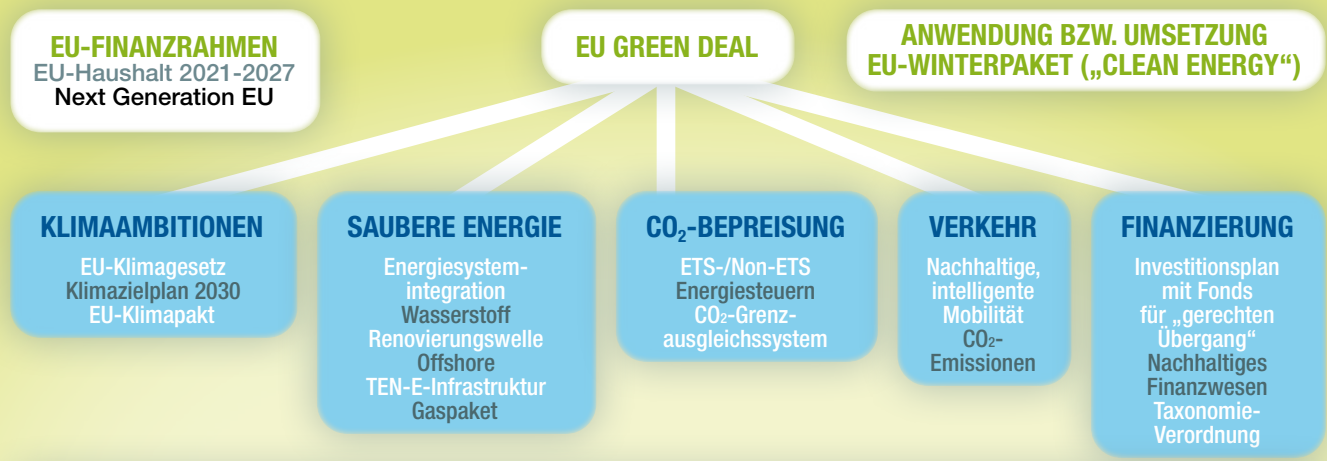 EU-FINANZRAHMEN
EU-Haushalt 2021-2027
Next Generation EU
EU GREEN DEAL
ANWENDUNG BZW. UMSETZUNG
EU-WINTERPAKET („CLEAN ENERGY“)
KLIMAAMBITIONEN
EU-Klimagesetz
Klimazielplan 2030
EU-Klimapakt
SAUBERE ENERGIE
Energiesystem-
integration
Wasserstoff
Renovierungswelle
Offshore
TEN-E-Infrastruktur
Gaspaket
CO₂-BEPREISUNG
ETS-/Non-ETS
Energiesteuern
CO₂-Grenz-
ausgleichssystem
VERKEHR
Nachhaltige,
intelligente
Mobilität
CO₂-
Emissionen
FINANZIERUNG
Investitionsplan
mit Fonds
für „gerechten
Übergang“
Nachhaltiges
Finanzwesen
Taxonomie-
Verordnung